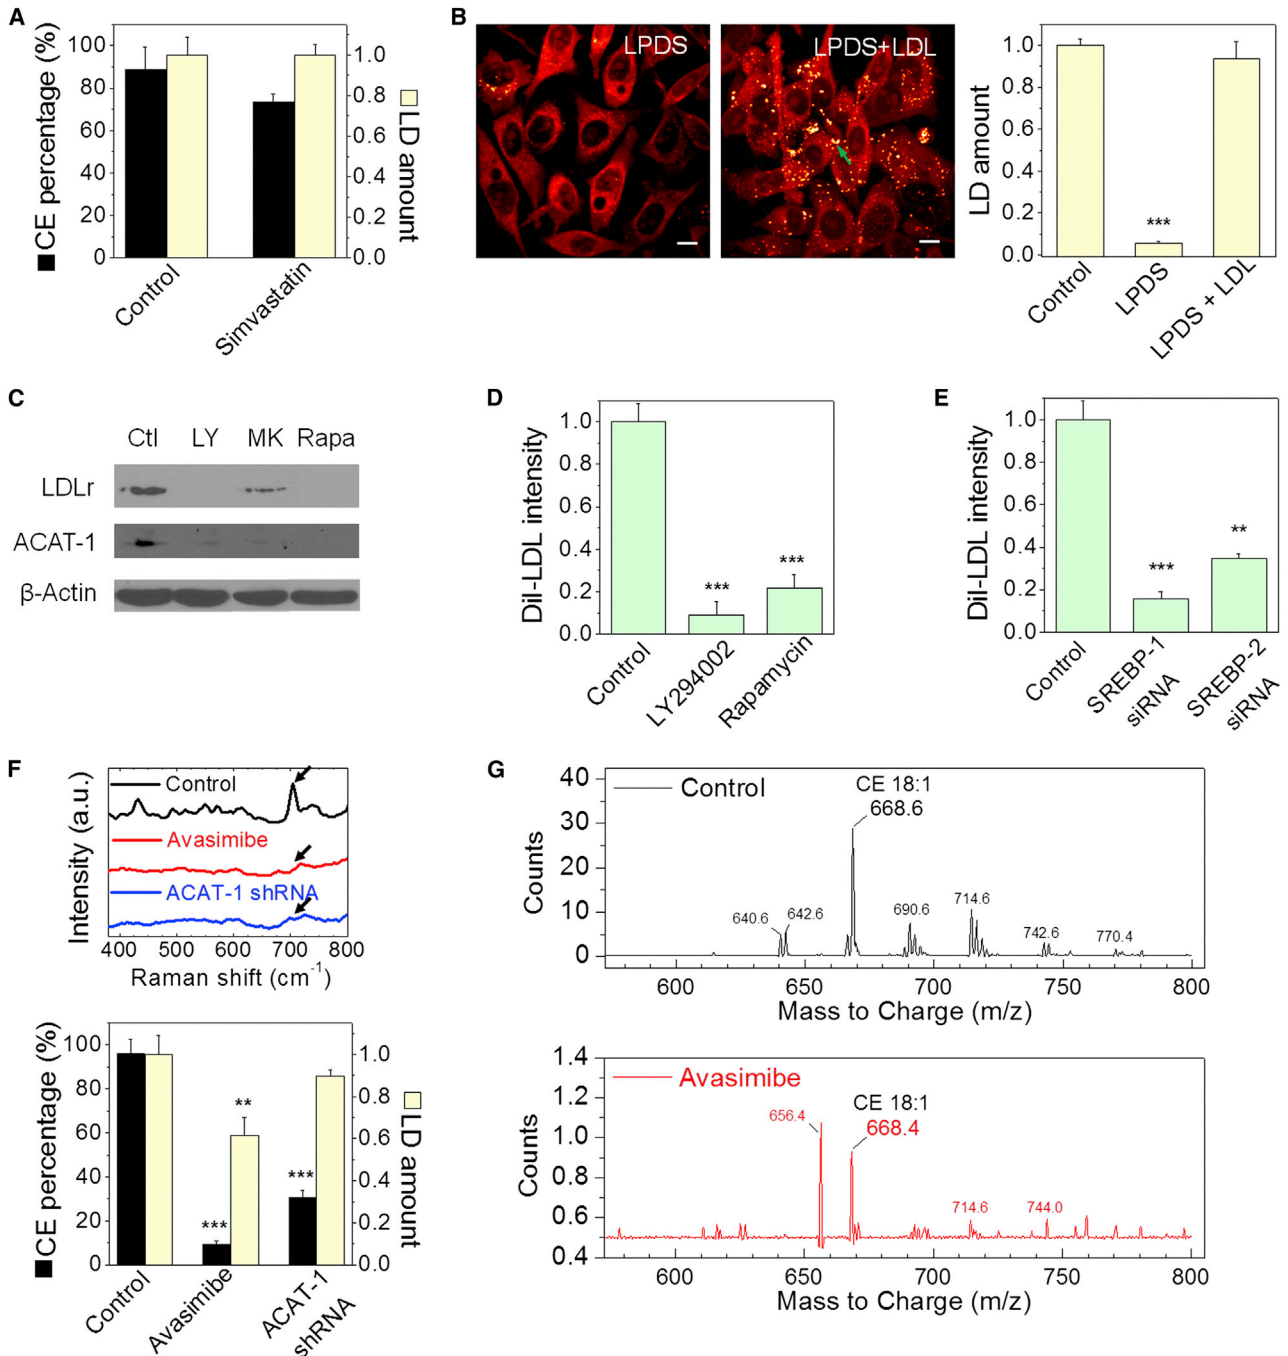 A
CE percentage (%)
100
80
60
40
20
0
1.0
0.8
0.6
0.4
0.2
0.0
LD amount
Control
Simvastatin
B
LPDS
LPDS+LDL
LD amount
1.0
0.8
0.6
0.4
0.2
0.0
***
Control
LPDS
LPDS + LDL
C
Ctl LY MK Rapa
LDLr
ACAT-1
β-Actin
D
DiI-LDL intensity
1.0
0.8
0.6
0.4
0.2
0.0
***
***
Control
LY294002
Rapamycin
E
DiI-LDL intensity
1.0
0.8
0.6
0.4
0.2
0.0
***
**
Control
SREBP-1 siRNA
SREBP-2 siRNA
F
Intensity (a.u.)
Control
Avasimibe
ACAT-1 shRNA
400 500 600 700 800
Raman shift (cm⁻¹)
CE percentage (%)
100
80
60
40
20
0
***
**
***
1.0
0.8
0.6
0.4
0.2
0.0
LD amount
Control
Avasimibe
ACAT-1 shRNA
G
Counts
40
30
20
10
0
Control
CE 18:1
668.6
640.6
642.6
690.6
714.6
742.6
770.4
600 650 700 750 800
Mass to Charge (m/z)
Counts
1.4
1.2
1.0
0.8
0.6
0.4
Avasimibe
656.4
CE 18:1
668.4
714.6
744.0
600 650 700 750 800
Mass to Charge (m/z)